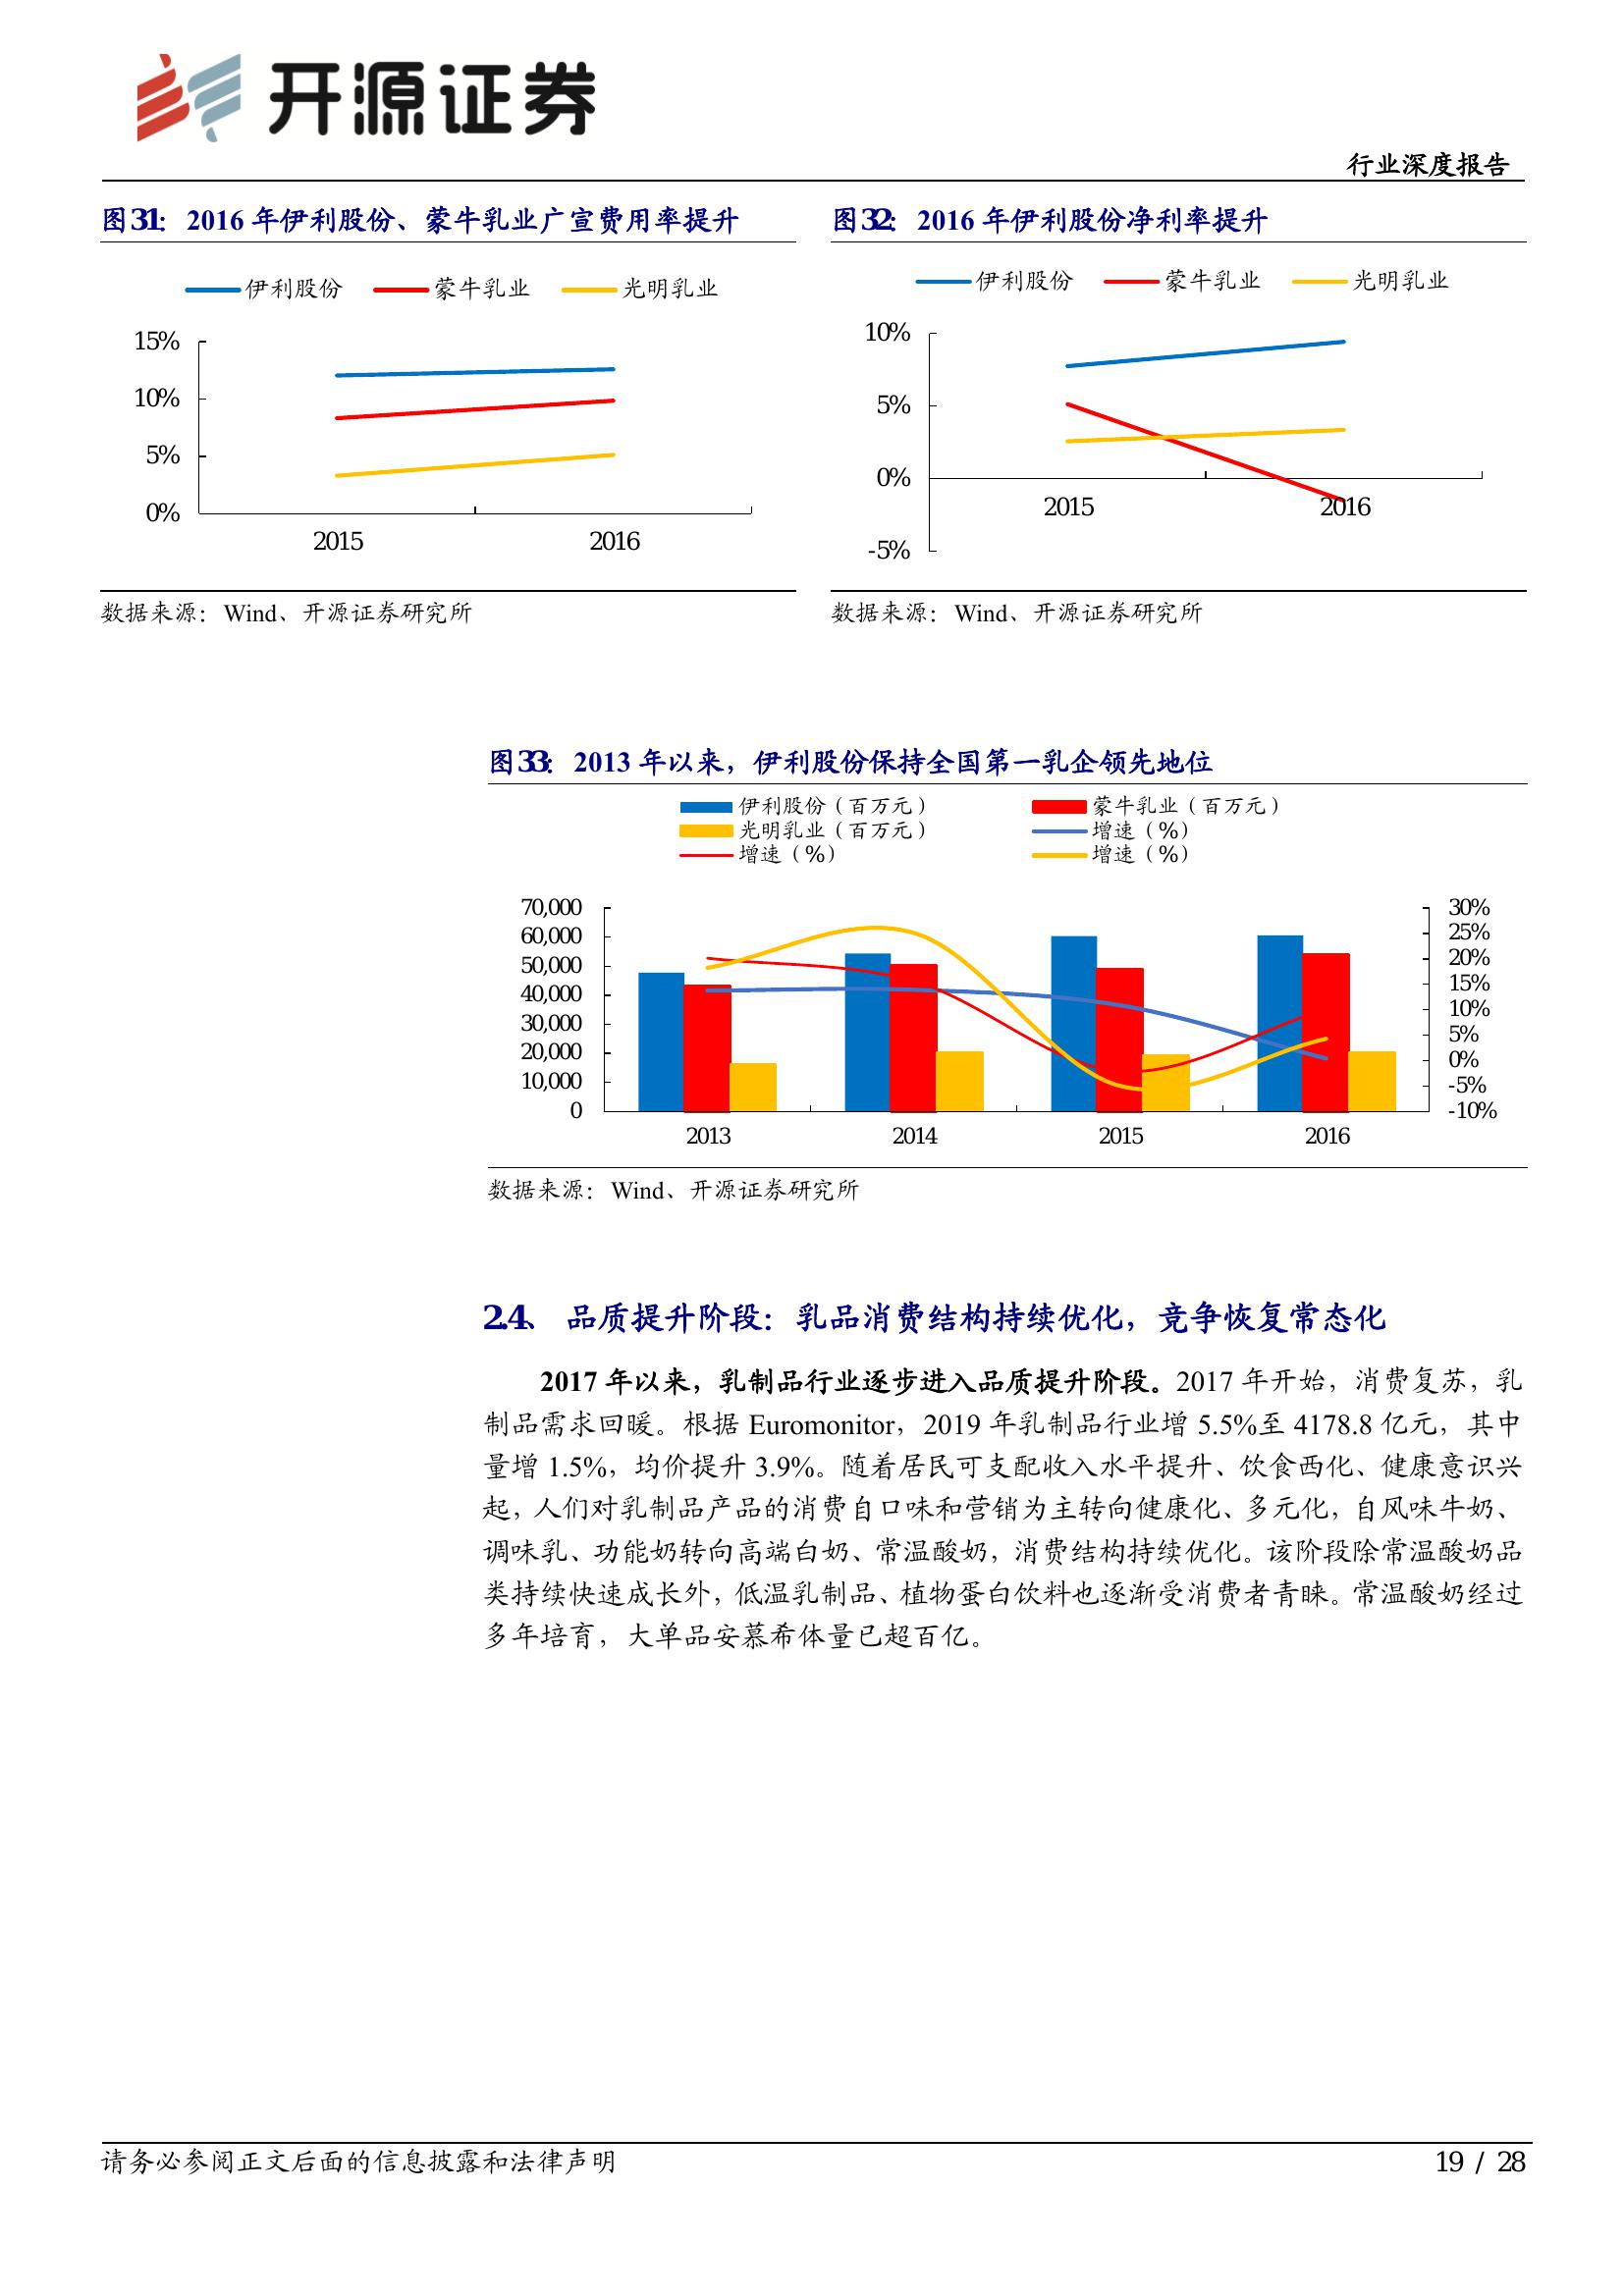 开源证券
行业深度报告
图31：2016 年伊利股份、蒙牛乳业广宣费用率提升
伊利股份 蒙牛乳业 光明乳业
15%
10%
5%
0%
2015 2016
数据来源：Wind、开源证券研究所
图32：2016 年伊利股份净利率提升
伊利股份 蒙牛乳业 光明乳业
10%
5%
0%
-5%
2015 2016
数据来源：Wind、开源证券研究所
图33：2013 年以来，伊利股份保持全国第一乳企领先地位
伊利股份（百万元） 蒙牛乳业（百万元）
光明乳业（百万元） 增速（%）
增速（%） 增速（%）
70,000 30%
60,000 25%
50,000 20%
40,000 15%
30,000 10%
20,000 5%
10,000 0%
0 -5%
-10%
2013 2014 2015 2016
数据来源：Wind、开源证券研究所
2.4、 品质提升阶段：乳品消费结构持续优化，竞争恢复常态化
2017 年以来，乳制品行业逐步进入品质提升阶段。2017 年开始，消费复苏，乳
制品需求回暖。根据 Euromonitor，2019 年乳制品行业增 5.5%至 4178.8 亿元，其中
量增 1.5%，均价提升 3.9%。随着居民可支配收入水平提升、饮食西化、健康意识兴
起，人们对乳制品产品的消费自口味和营销为主转向健康化、多元化，自风味牛奶、
调味乳、功能奶转向高端白奶、常温酸奶，消费结构持续优化。该阶段除常温酸奶品
类持续快速成长外，低温乳制品、植物蛋白饮料也逐渐受消费者青睐。常温酸奶经过
多年培育，大单品安慕希体量已超百亿。
请务必参阅正文后面的信息披露和法律声明
19 / 28